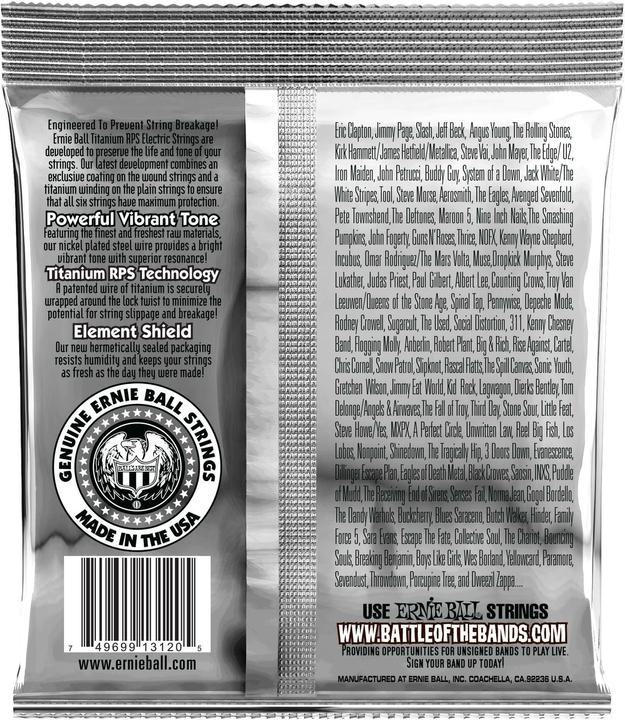 Engineered To Prevent String Breakage!
Ernie Ball Titanium RPS Electric Strings are
developed to preserve the life and tone of your
strings. Our latest development combines an
exclusive coating on the wound strings and a
titanium winding on the plain strings to ensure
that all six strings have maximum protection.
Powerful Vibrant Tone
Featuring the finest and freshest raw materials,
our nickel plated steel wire provides a bright
vibrant tone with superior resonance!
Titanium RPS Technology
A patented wire of titanium is securely
wrapped around the lock twist to minimize the
potential for string slippage and breakage!
Element Shield
Our new hermetically sealed packaging
resists humidity and keeps your strings
as fresh as the day they were made!
GENUINE ERNIE BALL STRINGS
BALLS ARE BEST
MADE IN THE USA
7 49699 13120 5
www.ernieball.com
Eric Clapton, Jimmy Page, Slash, Jeff Beck, Angus Young, The Rolling Stones,
Kirk Hammett/James Hetfield/Metallica, Steve Vai, John Mayer, The Edge/ U2,
Iron Maiden, John Petrucci, Buddy Guy, System of a Down, Jack White/The
White Stripes, Tool, Steve Morse, Aerosmith, The Eagles, Avenged Sevenfold,
Pete Townshend, The Deftones, Maroon 5, Nine Inch Nails, The Smashing
Pumpkins, John Fogerty, Guns N' Roses, Thrice, NOFX, Kenny Wayne Shepherd,
Incubus, Omar Rodriguez/The Mars Volta, Muse, Dropkick Murphys, Steve
Lukather, Judas Priest, Paul Gilbert, Albert Lee, Counting Crows, Troy Van
Leeuwen/Queens of the Stone Age, Spinal Tap, Pennywise, Depeche Mode,
Rodney Crowell, Sugarcult, The Used, Social Distortion, 311, Kenny Chesney
Band, Flogging Molly, Anberlin, Robert Plant, Big & Rich, Rise Against, Cartel,
Chris Cornell, Snow Patrol, Slipknot, Rascal Flatts, The Spill Canvas, Sonic Youth,
Gretchen Wilson, Jimmy Eat World, Kid Rock, Lagwagon, Dierks Bentley, Tom
Delonge/Angels & Airwaves, The Fall of Troy, Third Day, Stone Sour, Little Feat,
Steve Howe/Yes, MXPX, A Perfect Circle, Unwritten Law, Reel Big Fish, Los
Lobos, Nonpoint, Shinedown, The Tragically Hip, 3 Doors Down, Evanescence,
Dillinger Escape Plan, Eagles of Death Metal, Black Crowes, Saosin, INXS, Puddle
of Mudd, The Receiving End of Sirens, Senses Fail, Norma Jean, Gogol Bordello,
The Dandy Warhols, Buckcherry, Blues Saraceno, Butch Walker, Hinder, Family
Force 5, Sara Evans, Escape The Fate, Collective Soul, The Chariot, Bouncing
Souls, Breaking Benjamin, Boys Like Girls, Wes Borland, Yellowcard, Paramore,
Sevendust, Throwdown, Porcupine Tree, and Dweezil Zappa....
USE ERNIE BALL STRINGS
WWW.BATTLEOFTHEBANDS.COM
PROVIDING OPPORTUNITIES FOR UNSIGNED BANDS TO PLAY LIVE.
SIGN YOUR BAND UP TODAY!
MANUFACTURED AT ERNIE BALL, INC. COACHELLA, CA. 92236 U.S.A.